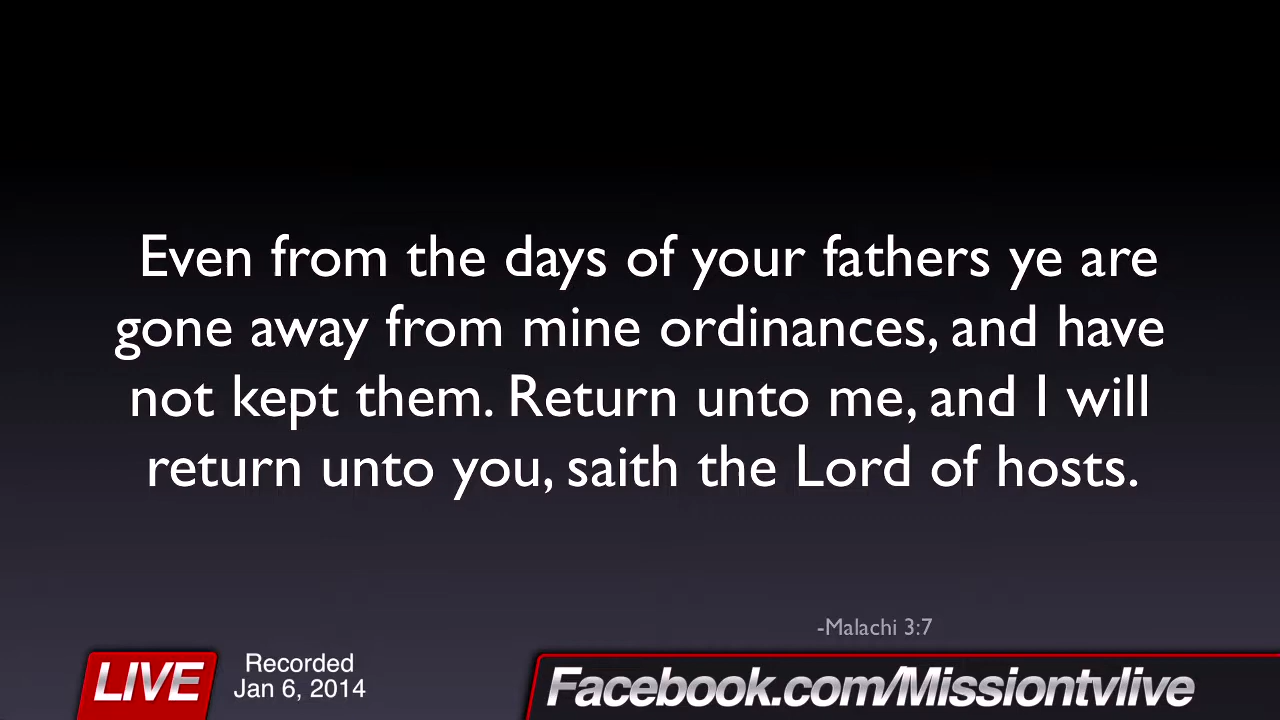 Even from the days of your fathers ye are
gone away from mine ordinances, and have
not kept them. Return unto me, and I will
return unto you, saith the Lord of hosts.
-Malachi 3:7
LIVE
Recorded
Jan 6, 2014
Facebook.com/Missiontvlive